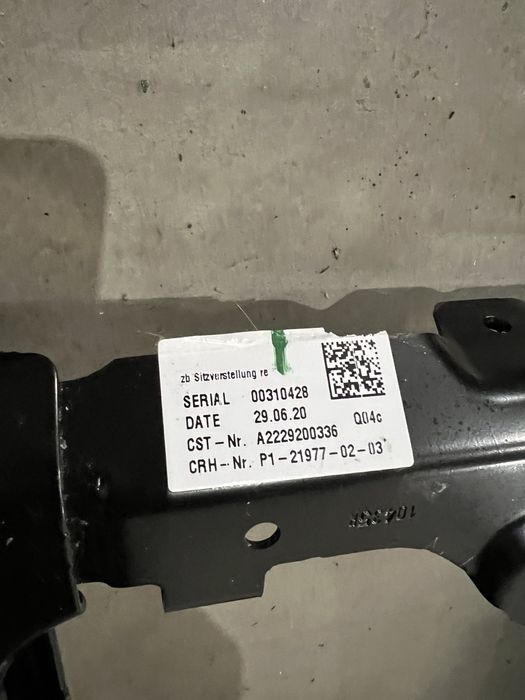 zb Sitzverstellung re
SERIAL 00310428
DATE 29.06.20 Q04c
CST-Nr. A2229200336
CRH-Nr. P1-21977-02-03